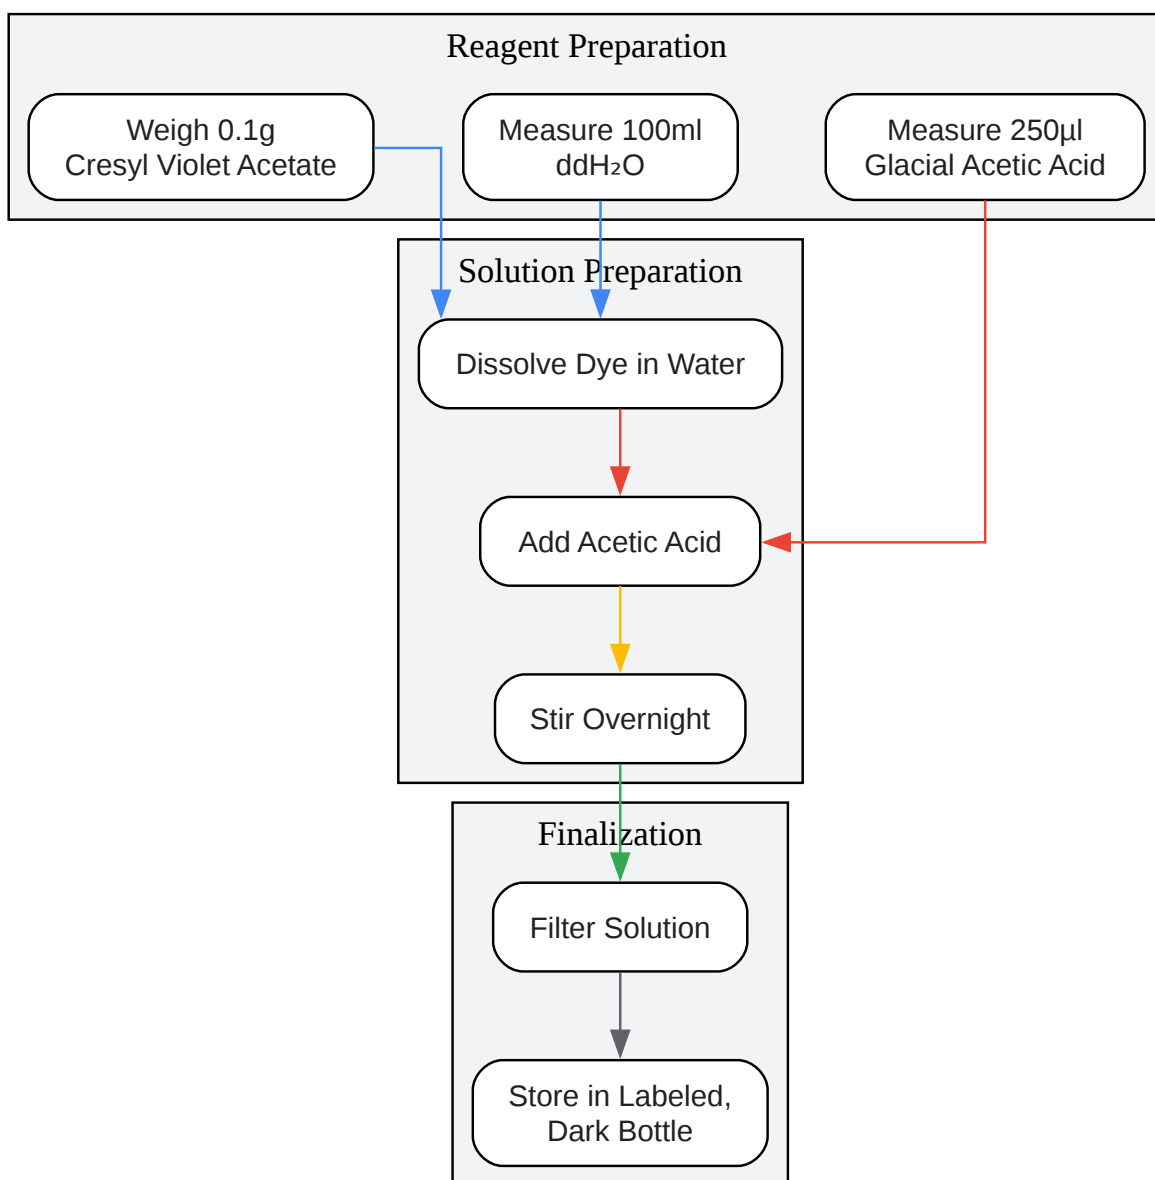 Reagent Preparation
Weigh 0.1g
Cresyl Violet Acetate
Measure 100ml
ddH₂O
Measure 250µl
Glacial Acetic Acid
Solution Preparation
Dissolve Dye in Water
Add Acetic Acid
Stir Overnight
Finalization
Filter Solution
Store in Labeled,
Dark Bottle